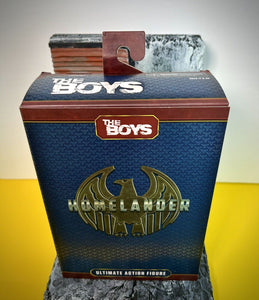 THE
BOYS
THE
BOYS
HOMELANDER
ULTIMATE ACTION FIGURE